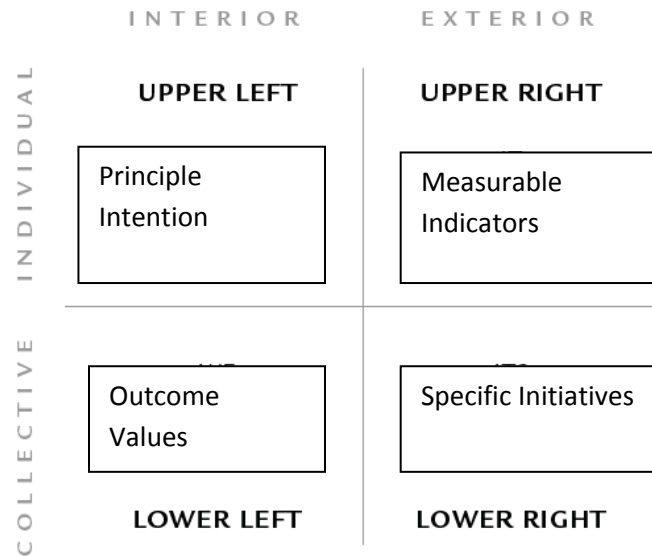 INTERIOR EXTERIOR
INDIVIDUAL
UPPER LEFT UPPER RIGHT
Principle
Intention
Measurable
Indicators
COLLECTIVE
Outcome
Values
Specific Initiatives
LOWER LEFT LOWER RIGHT